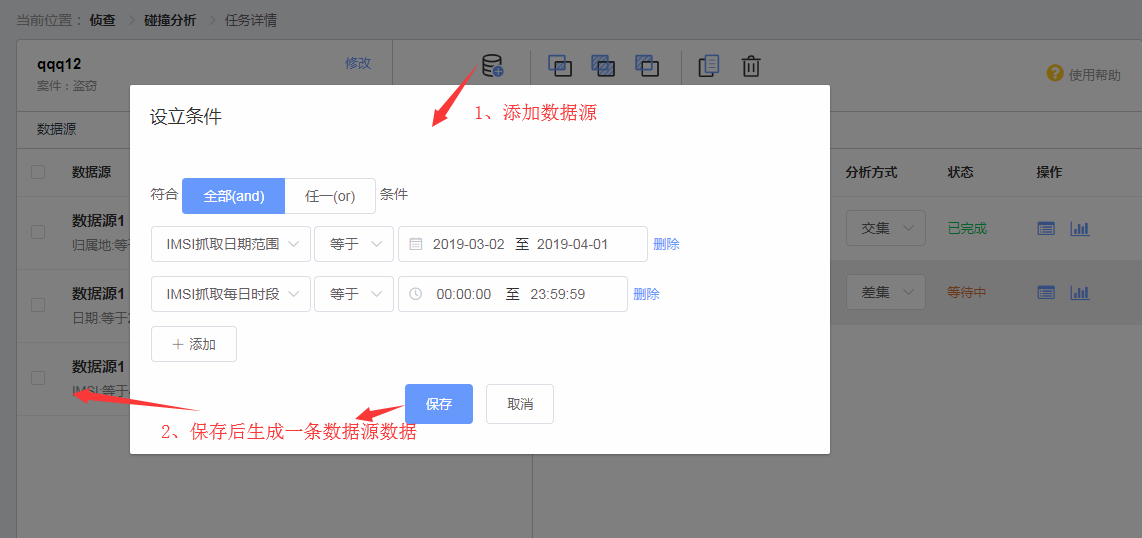 当前位置： 侦查 > 碰撞分析 > 任务详情
qqq12 修改
案件：盗窃
使用帮助
1、添加数据源
数据源
设立条件
数据源 分析方式 状态 操作
符合 全部(and) 任一(or) 条件
数据源1 交集 已完成
归属地:等于
IMSI抓取日期范围 等于 2019-03-02 至 2019-04-01 删除
数据源1 差集 等待中
日期:等于2
IMSI抓取每日时段 等于 00:00:00 至 23:59:59 删除
+ 添加
数据源1
IMSI:等于
保存 取消
2、保存后生成一条数据源数据